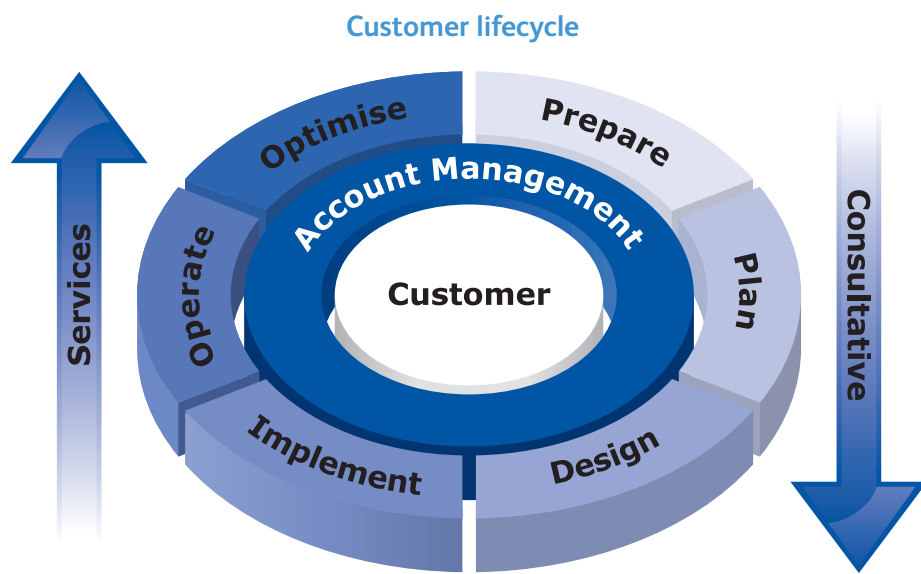 Customer lifecycle
Prepare
Plan
Design
Implement
Operate
Optimise
Account Management
Customer
Services
Consultative